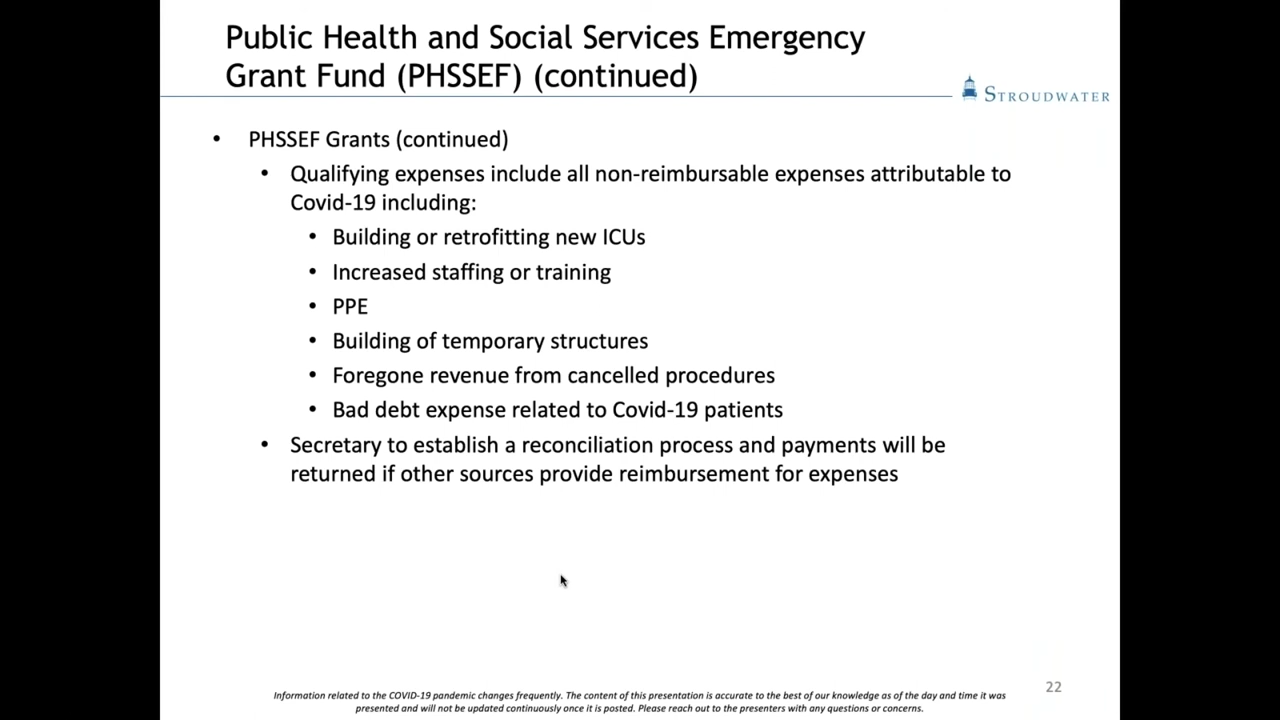 Public Health and Social Services Emergency
Grant Fund (PHSSEF) (continued)
STROUDWATER
• PHSSEF Grants (continued)
• Qualifying expenses include all non-reimbursable expenses attributable to
Covid-19 including:
• Building or retrofitting new ICUs
• Increased staffing or training
• PPE
• Building of temporary structures
• Foregone revenue from cancelled procedures
• Bad debt expense related to Covid-19 patients
• Secretary to establish a reconciliation process and payments will be
returned if other sources provide reimbursement for expenses
22
Information related to the COVID-19 pandemic changes frequently. The content of this presentation is accurate to the best of our knowledge as of the day and time it was
presented and will not be updated continuously once it is posted. Please reach out to the presenters with any questions or concerns.